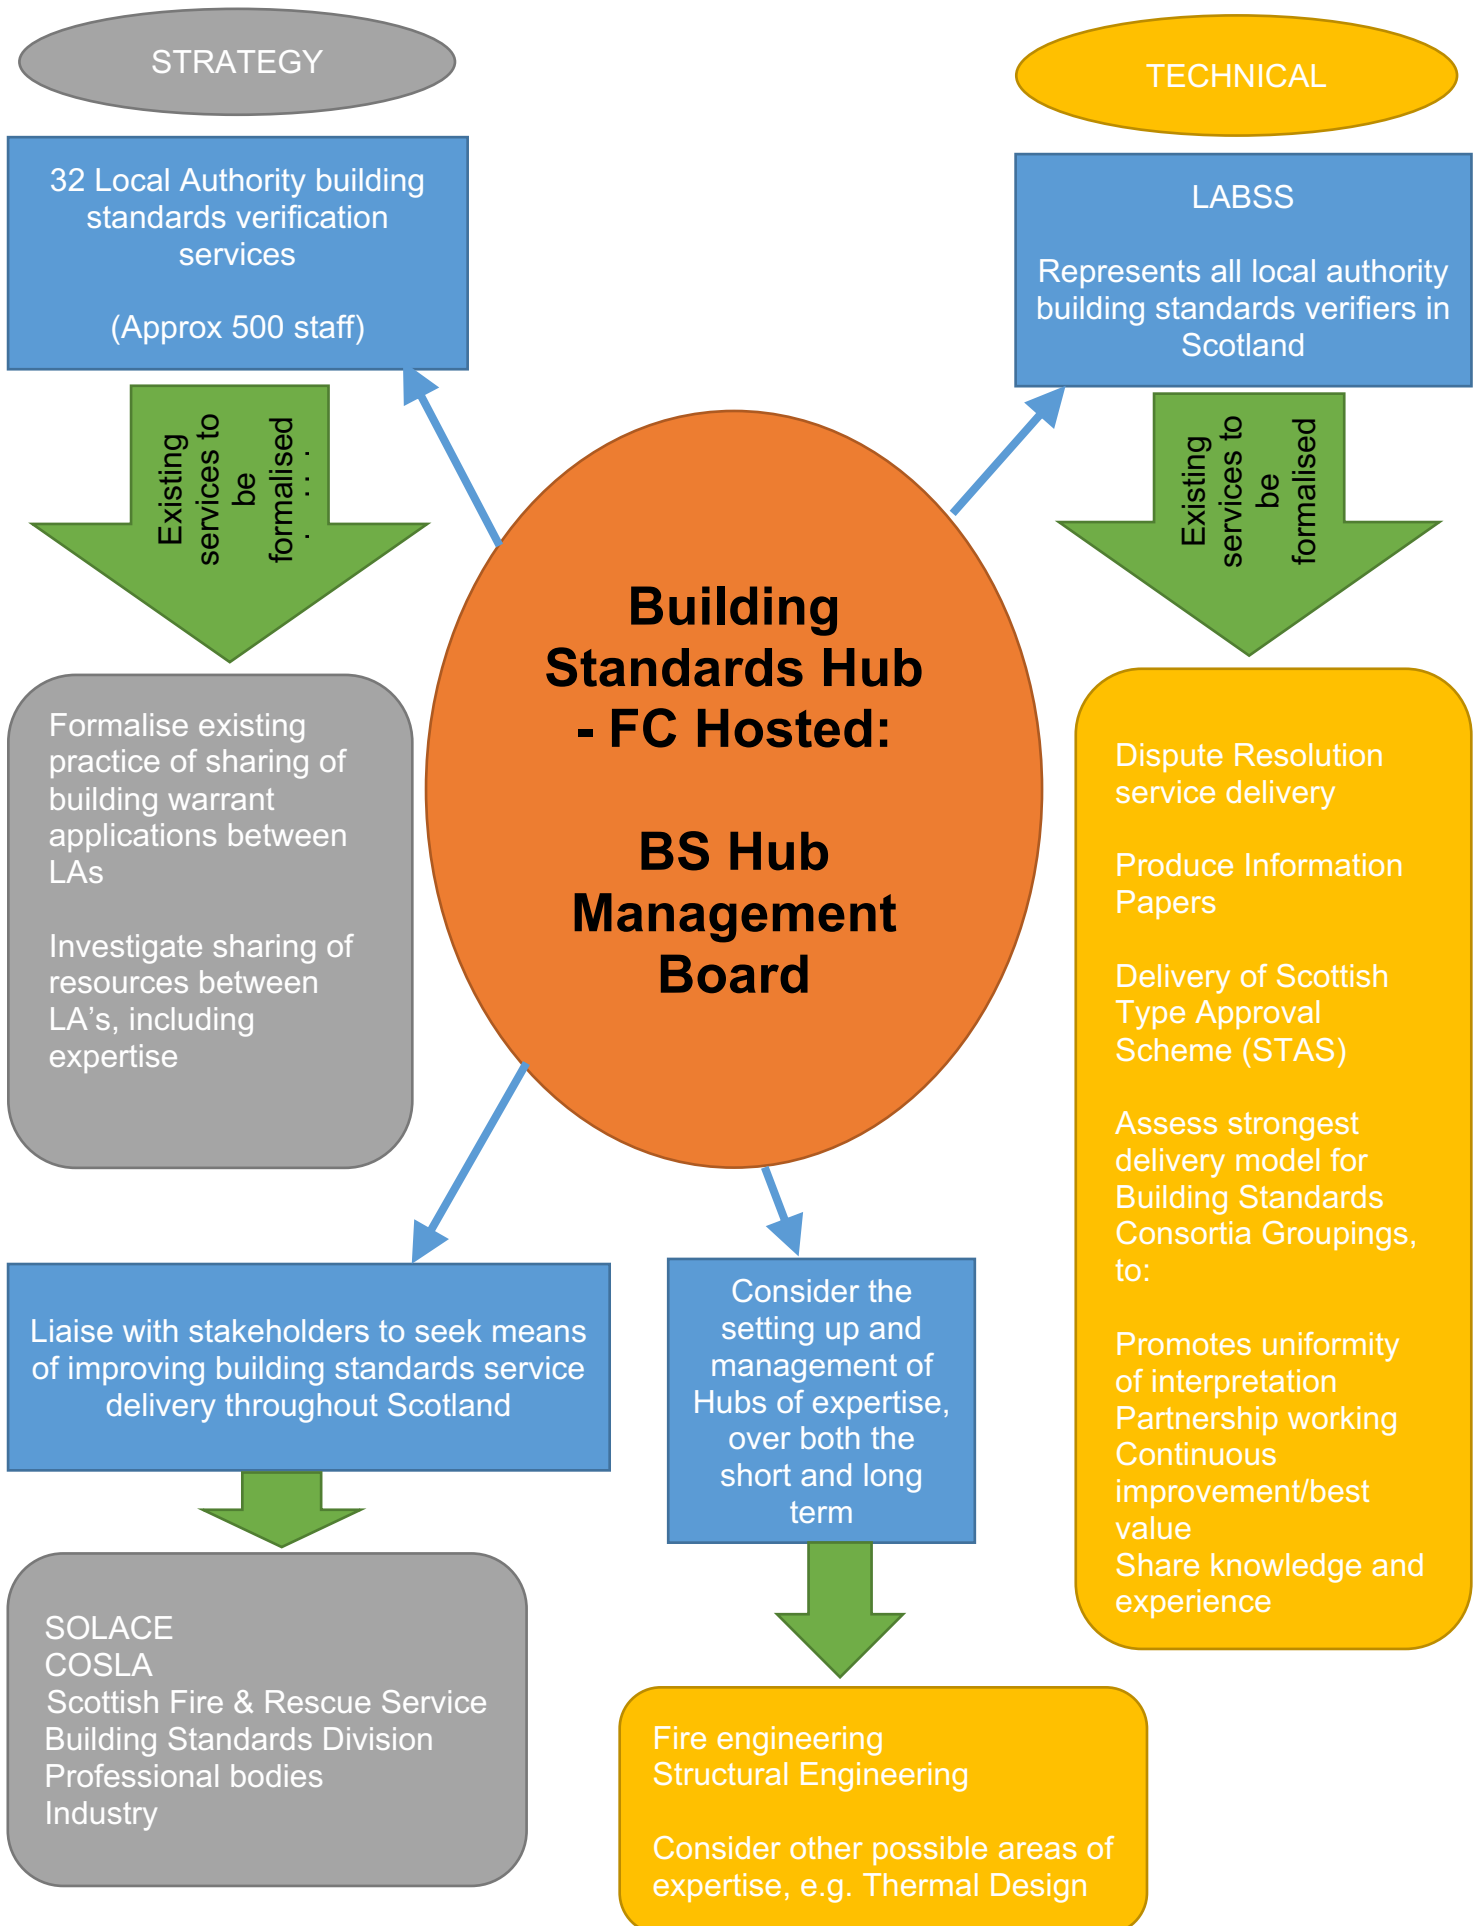 STRATEGY
32 Local Authority building
standards verification
services
(Approx 500 staff)
Existing
services to
be
formalised
. . . .
Formalise existing
practice of sharing of
building warrant
applications between
LAs
Investigate sharing of
resources between
LA’s, including
expertise
TECHNICAL
LABSS
Represents all local authority
building standards verifiers in
Scotland
Existing
services to
be
formalised
Dispute Resolution
service delivery
Produce Information
Papers
Delivery of Scottish
Type Approval
Scheme (STAS)
Assess strongest
delivery model for
Building Standards
Consortia Groupings,
to:
Promotes uniformity
of interpretation
Partnership working
Continuous
improvement/best
value
Share knowledge and
experience
Building
Standards Hub
- FC Hosted:
BS Hub
Management
Board
Liaise with stakeholders to seek means
of improving building standards service
delivery throughout Scotland
SOLACE
COSLA
Scottish Fire & Rescue Service
Building Standards Division
Professional bodies
Industry
Consider the
setting up and
management of
Hubs of expertise,
over both the
short and long
term
Fire engineering
Structural Engineering
Consider other possible areas of
expertise, e.g. Thermal Design